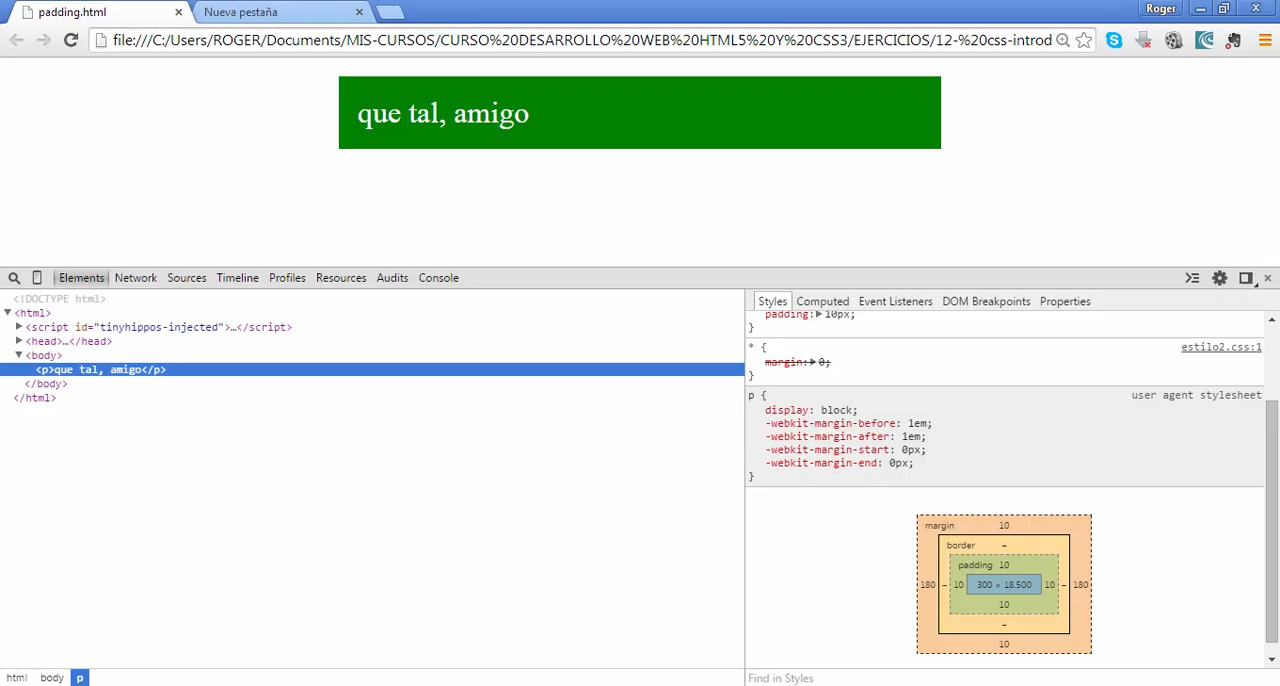 padding.html
Nueva pestaña
Roger
file:///C:/Users/ROGER/Documents/MIS-CURSOS/CURSO%20DESARROLLO%20WEB%20HTML5%20Y%20CSS3/EJERCICIOS/12-%20css-introd
que tal, amigo
Elements Network Sources Timeline Profiles Resources Audits Console
<!DOCTYPE html>
<html>
<script id="tinyhippos-injected">…</script>
<head>…</head>
<body>
<p>que tal, amigo</p>
</body>
</html>
html body p
Styles Computed Event Listeners DOM Breakpoints Properties
padding: 10px;
}
* { estilo2.css:1
margin: 0;
}
p { user agent stylesheet
display: block;
-webkit-margin-before: 1em;
-webkit-margin-after: 1em;
-webkit-margin-start: 0px;
-webkit-margin-end: 0px;
}
margin 10
border –
padding 10
180 – 10 300 × 18.500 10 – 180
10
–
10
Find in Styles